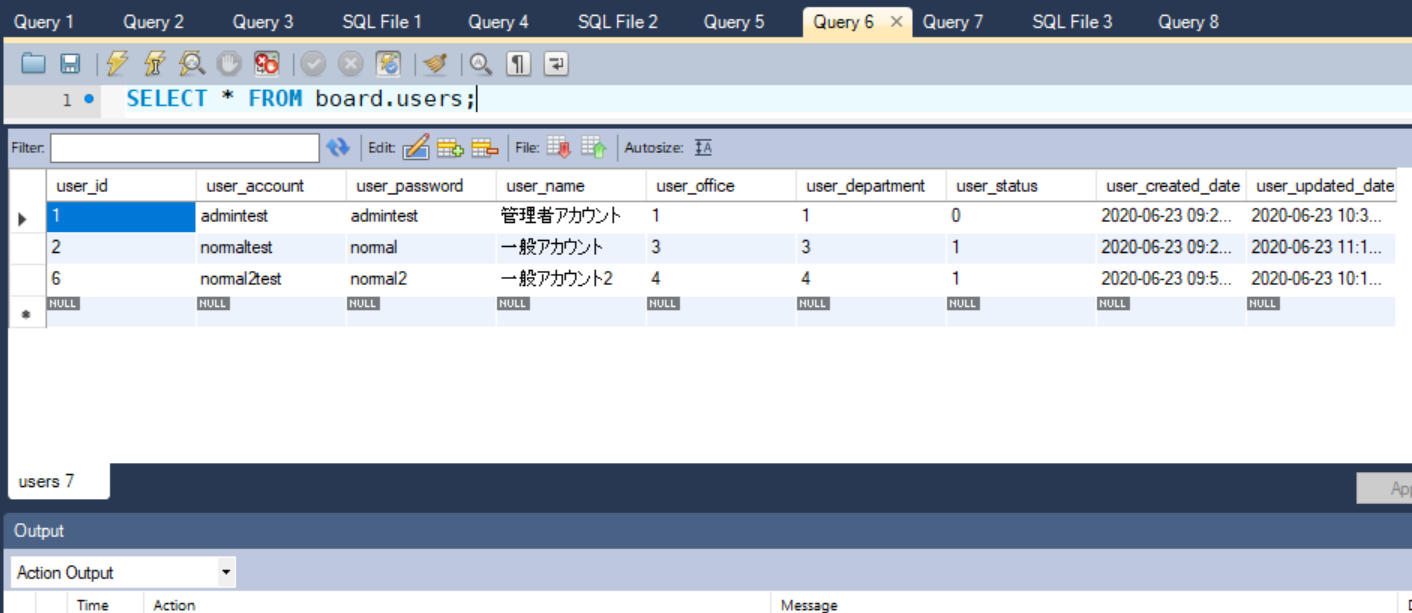 Query 1 Query 2 Query 3 SQL File 1 Query 4 SQL File 2 Query 5 Query 6 Query 7 SQL File 3 Query 8
1 SELECT * FROM board.users;
Filter: Edit: File: Autosize:
user_id user_account user_password user_name user_office user_department user_status user_created_date user_updated_date
1 admintest admintest 管理者アカウント 1 1 0 2020-06-23 09:2... 2020-06-23 10:3...
2 normaltest normal 一般アカウント 3 3 1 2020-06-23 09:2... 2020-06-23 11:1...
6 normal2test normal2 一般アカウント2 4 4 1 2020-06-23 09:5... 2020-06-23 10:1...
NULL NULL NULL NULL NULL NULL NULL NULL NULL
users 7
Output
Action Output
Time Action Message